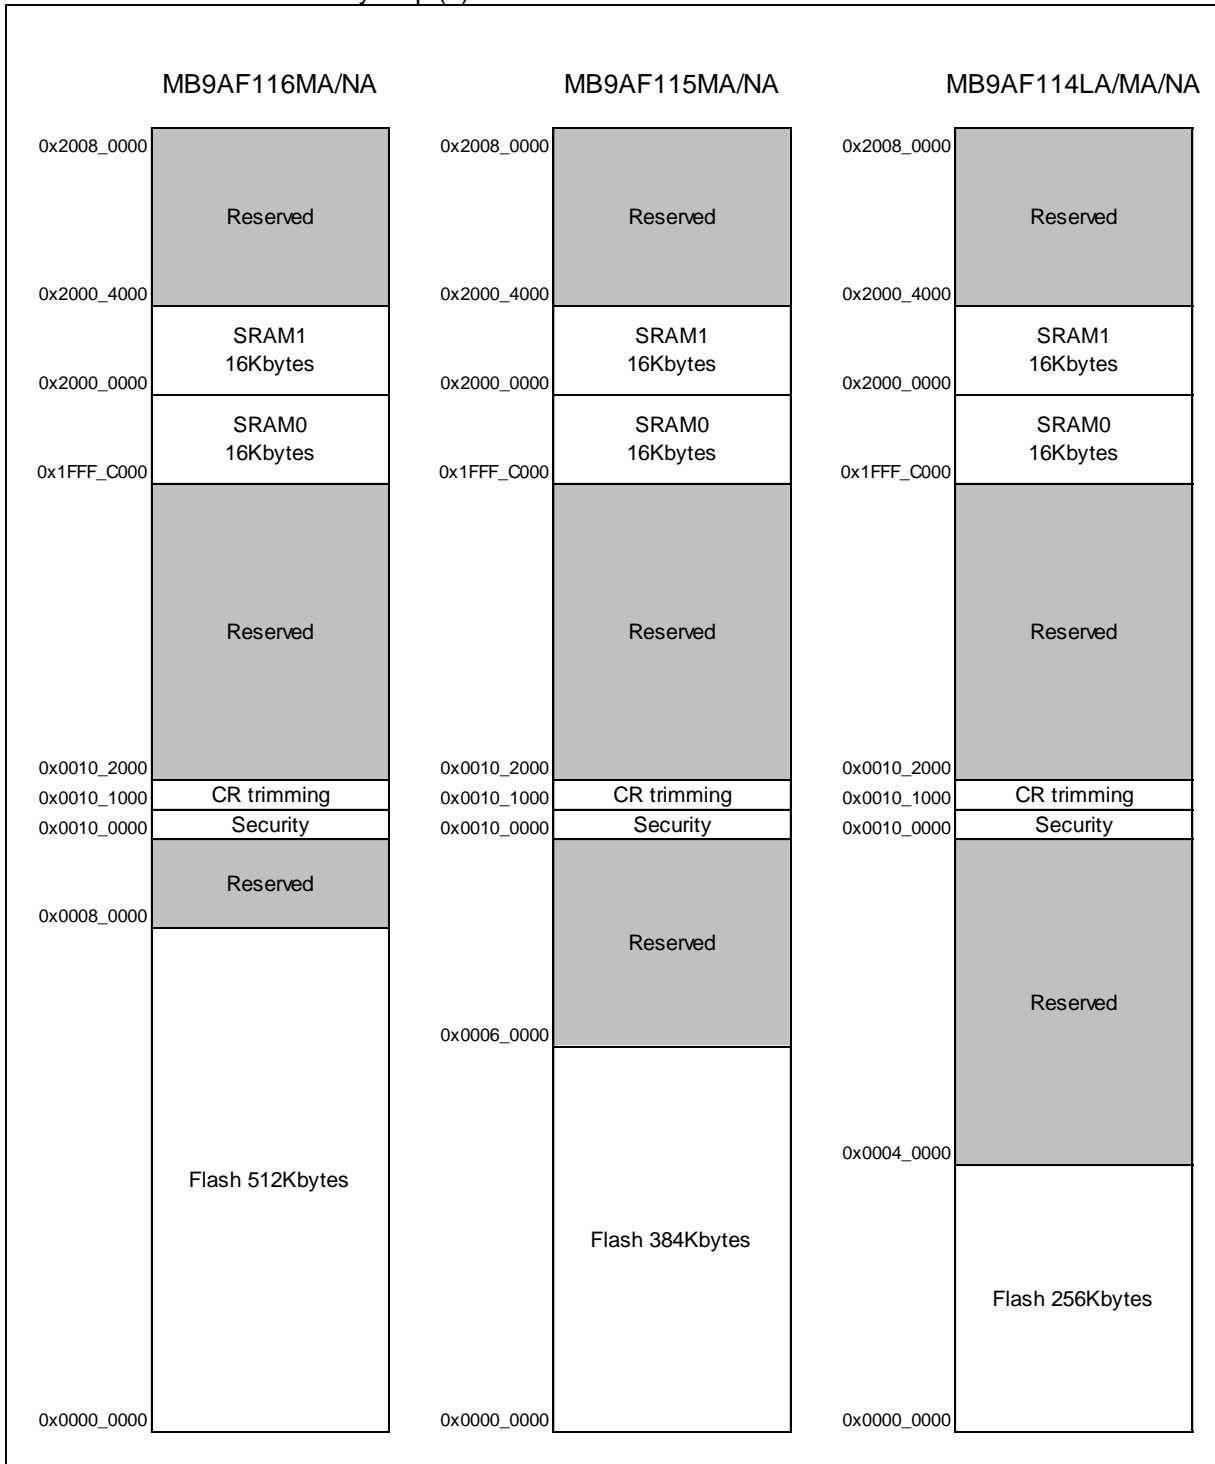 MB9AF116MA/NA
0x2008_0000
Reserved
0x2000_4000
SRAM1
16Kbytes
0x2000_0000
SRAM0
16Kbytes
0x1FFF_C000
Reserved
0x0010_2000
CR trimming
0x0010_1000
Security
0x0010_0000
Reserved
0x0008_0000
Flash 512Kbytes
0x0000_0000
MB9AF115MA/NA
0x2008_0000
Reserved
0x2000_4000
SRAM1
16Kbytes
0x2000_0000
SRAM0
16Kbytes
0x1FFF_C000
Reserved
0x0010_2000
CR trimming
0x0010_1000
Security
0x0010_0000
Reserved
0x0006_0000
Flash 384Kbytes
0x0000_0000
MB9AF114LA/MA/NA
0x2008_0000
Reserved
0x2000_4000
SRAM1
16Kbytes
0x2000_0000
SRAM0
16Kbytes
0x1FFF_C000
Reserved
0x0010_2000
CR trimming
0x0010_1000
Security
0x0010_0000
Reserved
0x0004_0000
Flash 256Kbytes
0x0000_0000